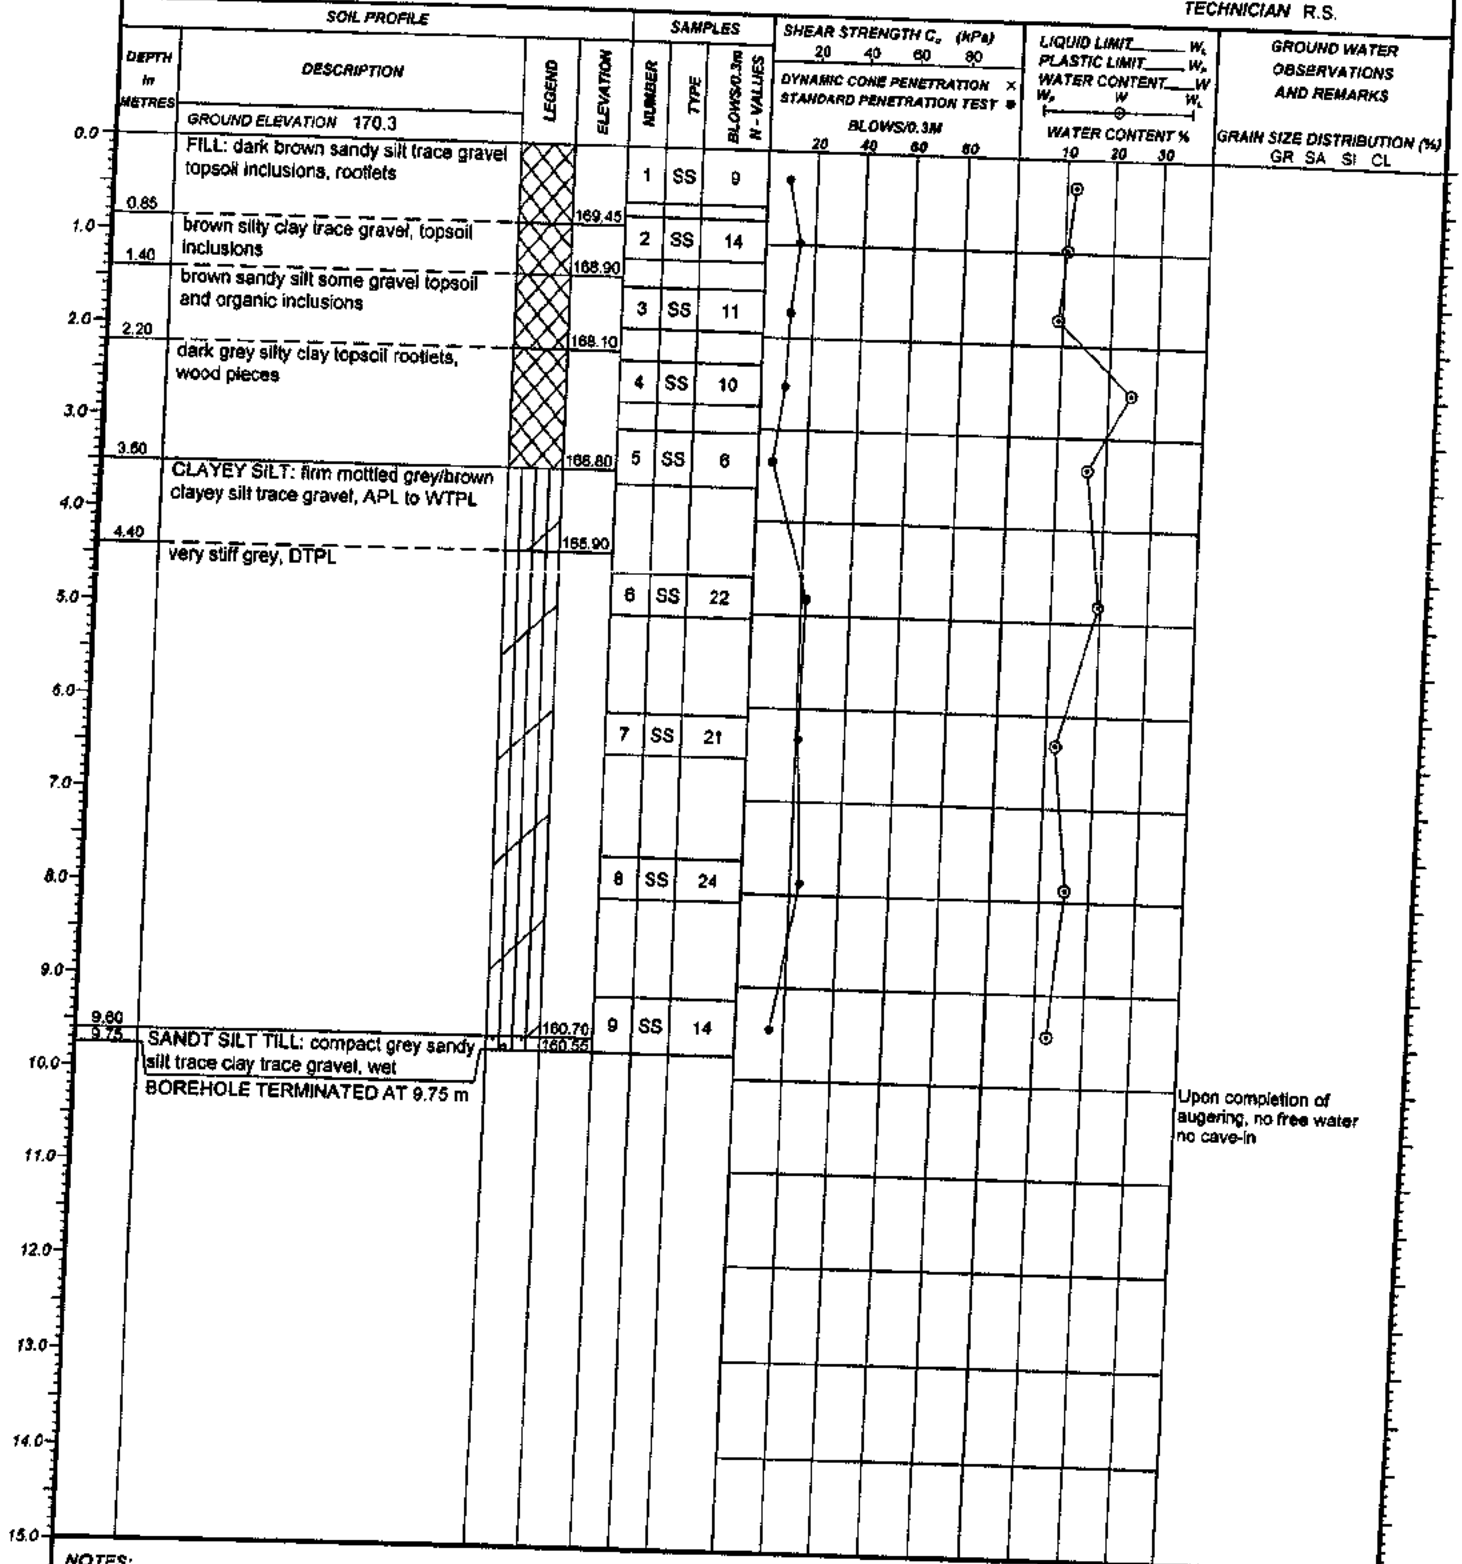 TECHNICIAN R.S.
SOIL PROFILE
SAMPLES
SHEAR STRENGTH Cu (kPa)
20 40 60 80
DYNAMIC CONE PENETRATION ×
STANDARD PENETRATION TEST ●
BLOWS/0.3M
20 40 60 80
LIQUID LIMIT WL
PLASTIC LIMIT WP
WATER CONTENT W
WP W WL
WATER CONTENT %
10 20 30
GROUND WATER
OBSERVATIONS
AND REMARKS
GRAIN SIZE DISTRIBUTION (%)
GR SA SI CL
DEPTH
in
METRES
DESCRIPTION
LEGEND
ELEVATION
NUMBER
TYPE
BLOWS/0.3m
N - VALUES
GROUND ELEVATION 170.3
0.0
FILL: dark brown sandy silt trace gravel
topsoil inclusions, rootlets
1 SS 9
0.85
169.45
1.0
brown silty clay trace gravel, topsoil
inclusions
2 SS 14
1.40
168.90
brown sandy silt some gravel topsoil
and organic inclusions
3 SS 11
2.0
2.20
168.10
dark grey silty clay topsoil rootlets,
wood pieces
4 SS 10
3.0
3.60
166.80
5 SS 6
CLAYEY SILT: firm mottled grey/brown
clayey silt trace gravel, APL to WTPL
4.0
4.40
165.90
very stiff grey, DTPL
5.0
6 SS 22
6.0
7 SS 21
7.0
8.0
8 SS 24
9.0
9.60
160.70
9 SS 14
9.75
160.55
SANDT SILT TILL: compact grey sandy
silt trace clay trace gravel, wet
10.0
BOREHOLE TERMINATED AT 9.75 m
Upon completion of
augering, no free water
no cave-in
11.0
12.0
13.0
14.0
15.0
NOTES: